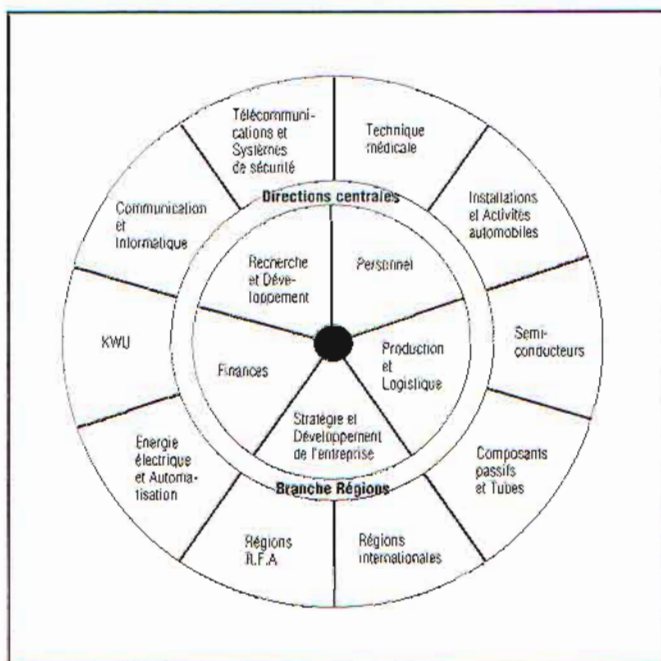 Télécommuni-
cations et
Systèmes
de sécurité
Technique
médicale
Installations
et Activités
automobiles
Semi-
conducteurs
Composants
passifs
et Tubes
Régions
internationales
Régions
R.F.A
Energie
électrique
et Automa-
tisation
KWU
Communication
et
Informatique
Directions centrales
Recherche
et Déve-
loppement
Personnel
Production
et
Logistique
Stratégie et
Développement
de l'entreprise
Finances
Branche Régions